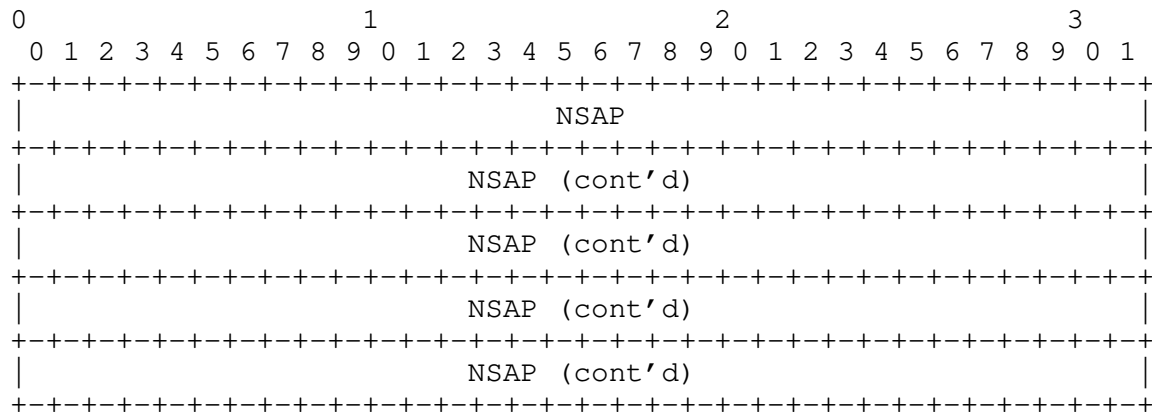 0                   1                   2                   3
 0 1 2 3 4 5 6 7 8 9 0 1 2 3 4 5 6 7 8 9 0 1 2 3 4 5 6 7 8 9 0 1
+-+-+-+-+-+-+-+-+-+-+-+-+-+-+-+-+-+-+-+-+-+-+-+-+-+-+-+-+-+-+-+-+
|                              NSAP                             |
+-+-+-+-+-+-+-+-+-+-+-+-+-+-+-+-+-+-+-+-+-+-+-+-+-+-+-+-+-+-+-+-+
|                         NSAP (cont’d)                         |
+-+-+-+-+-+-+-+-+-+-+-+-+-+-+-+-+-+-+-+-+-+-+-+-+-+-+-+-+-+-+-+-+
|                         NSAP (cont’d)                         |
+-+-+-+-+-+-+-+-+-+-+-+-+-+-+-+-+-+-+-+-+-+-+-+-+-+-+-+-+-+-+-+-+
|                         NSAP (cont’d)                         |
+-+-+-+-+-+-+-+-+-+-+-+-+-+-+-+-+-+-+-+-+-+-+-+-+-+-+-+-+-+-+-+-+
|                         NSAP (cont’d)                         |
+-+-+-+-+-+-+-+-+-+-+-+-+-+-+-+-+-+-+-+-+-+-+-+-+-+-+-+-+-+-+-+-+